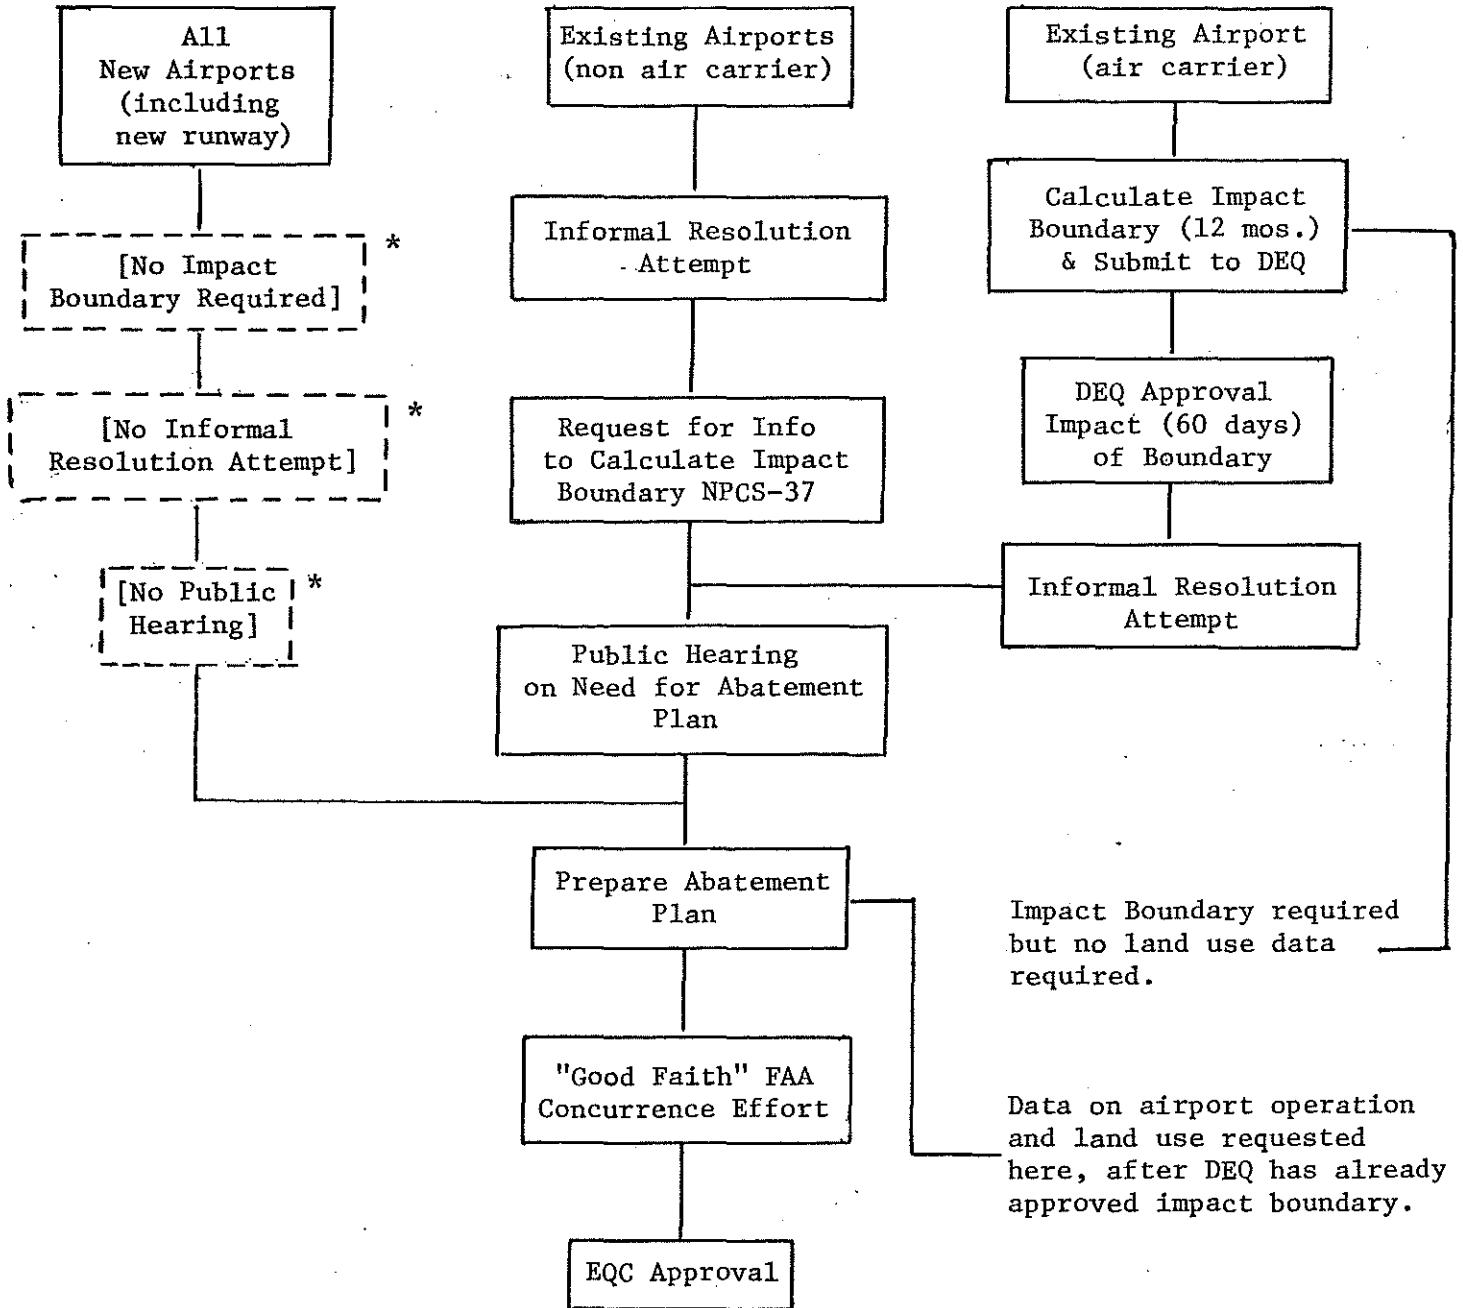 All
New Airports
(including
new runway)
[No Impact
Boundary Required]
*
[No Informal
Resolution Attempt]
*
[No Public
Hearing]
*
Existing Airports
(non air carrier)
Informal Resolution
Attempt
Request for Info
to Calculate Impact
Boundary NPCS-37
Public Hearing
on Need for Abatement
Plan
Existing Airport
(air carrier)
Calculate Impact
Boundary (12 mos.)
& Submit to DEQ
DEQ Approval
Impact (60 days)
of Boundary
Informal Resolution
Attempt
Prepare Abatement
Plan
"Good Faith" FAA
Concurrence Effort
EQC Approval
Impact Boundary required
but no land use data
required.
Data on airport operation
and land use requested
here, after DEQ has already
approved impact boundary.